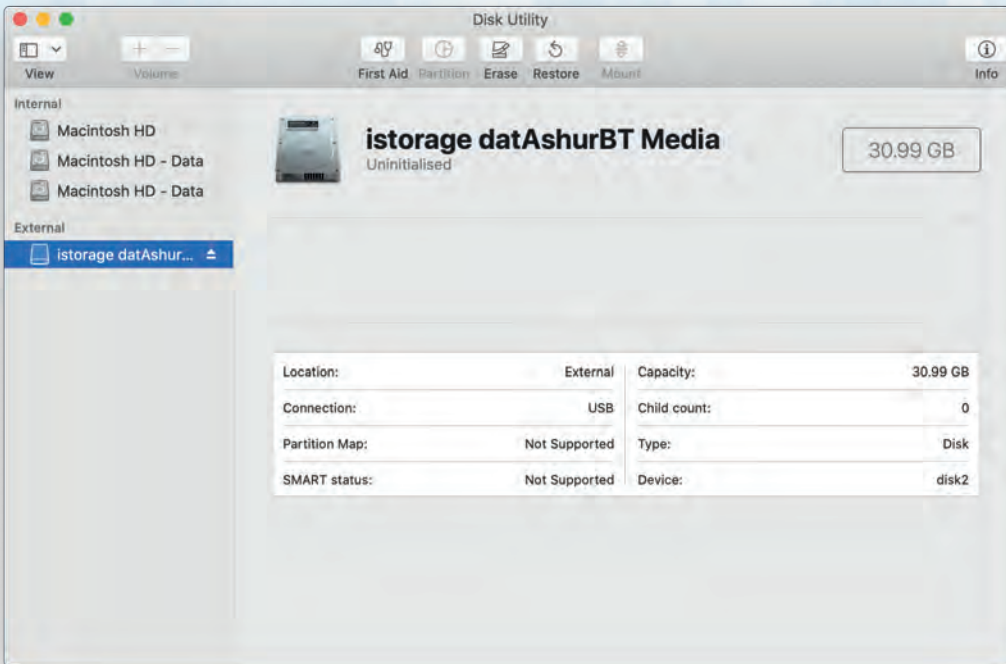 Disk Utility
View
Volume
First Aid
Partition
Erase
Restore
Mount
Info
Internal
Macintosh HD
Macintosh HD - Data
Macintosh HD - Data
External
istorage datAshur...
istorage datAshurBT Media
Uninitialised
30.99 GB
Location: External
Capacity: 30.99 GB
Connection: USB
Child count: 0
Partition Map: Not Supported
Type: Disk
SMART status: Not Supported
Device: disk2